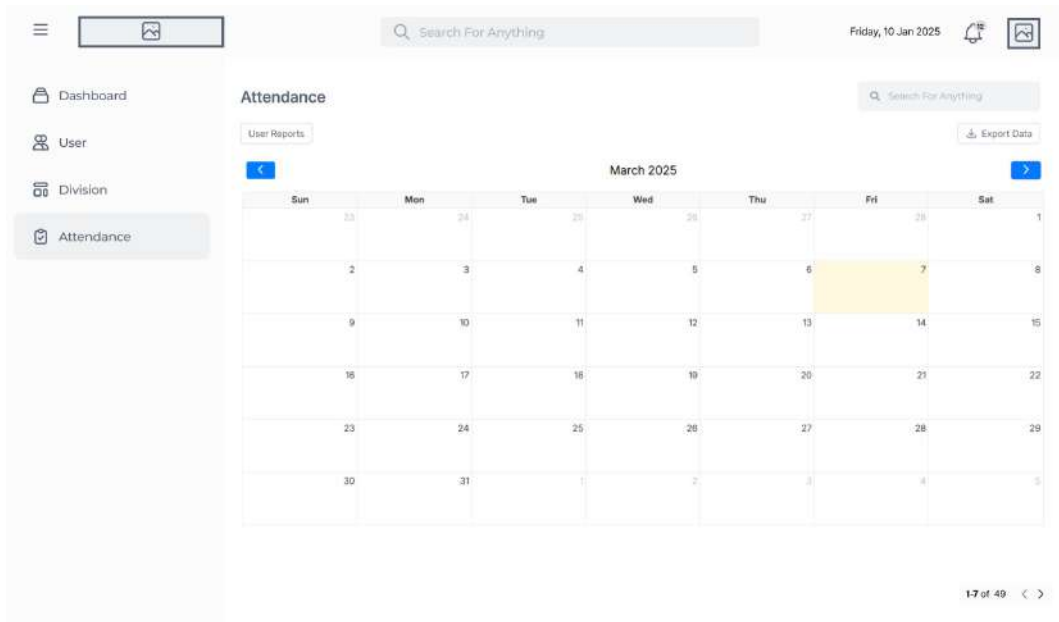 Search For Anything
Friday, 10 Jan 2025
Dashboard
User
Division
Attendance
Attendance
Search For Anything
User Reports
Export Data
March 2025
Sun Mon Tue Wed Thu Fri Sat
23 24 25 26 27 28 1
2 3 4 5 6 7 8
9 10 11 12 13 14 15
16 17 18 19 20 21 22
23 24 25 26 27 28 29
30 31 1 2 3 4 5
1-7 of 49